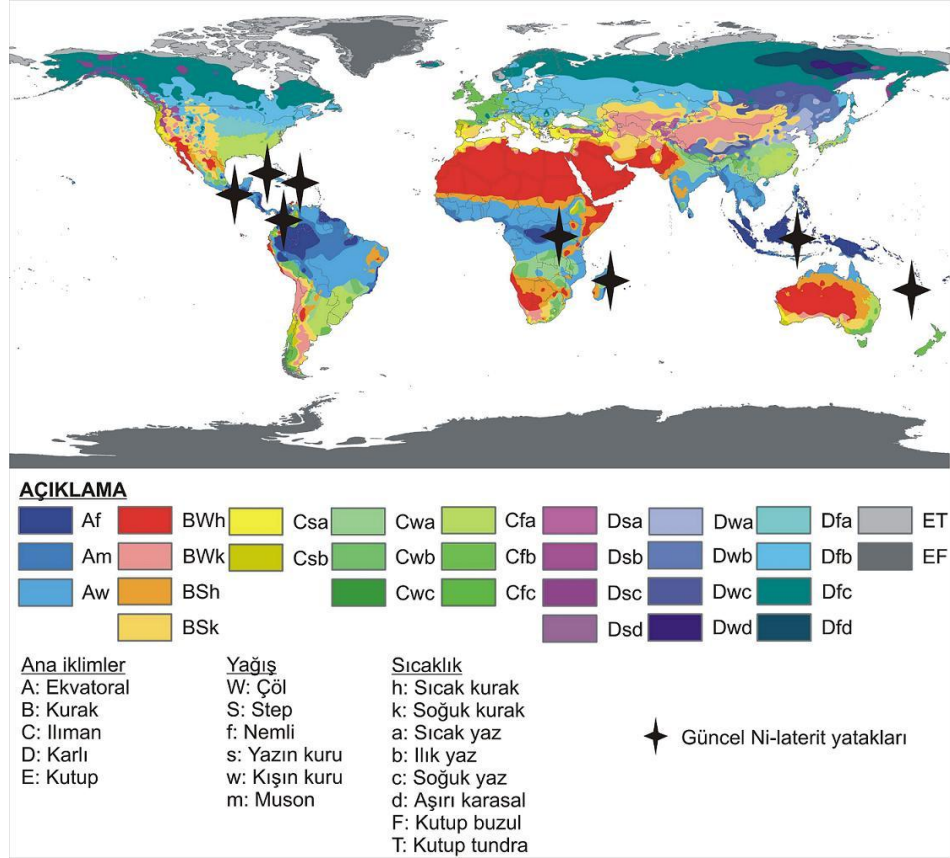 AÇIKLAMA
Af BWh Csa Cwa Cfa Dsa Dwa Dfa ET
Am BWk Csb Cwb Cfb Dsb Dwb Dfb EF
Aw BSh Cwc Cfc Dsc Dwc Dfc
BSk Dsd Dwd Dfd
Ana iklimler
A: Ekvatoral
B: Kurak
C: Ilıman
D: Karlı
E: Kutup
Yağış
W: Çöl
S: Step
f: Nemli
s: Yazın kuru
w: Kışın kuru
m: Muson
Sıcaklık
h: Sıcak kurak
k: Soğuk kurak
a: Sıcak yaz
b: Ilık yaz
c: Soğuk yaz
d: Aşırı karasal
F: Kutup buzul
T: Kutup tundra
Güncel Ni-laterit yatakları